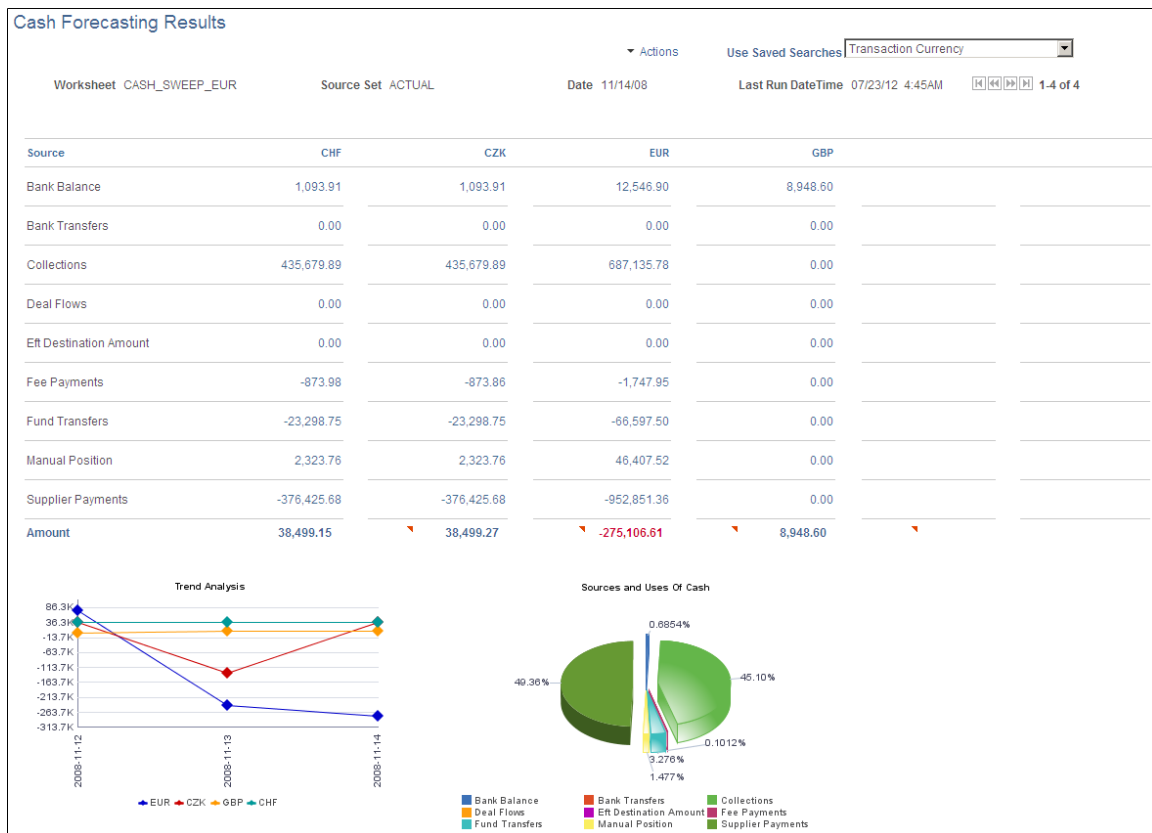 Cash Forecasting Results
Actions Use Saved Searches Transaction Currency
Worksheet CASH_SWEEP_EUR Source Set ACTUAL Date 11/14/08 Last Run DateTime 07/23/12 4:45AM 1-4 of 4
Source CHF CZK EUR GBP
Bank Balance 1,093.91 1,093.91 12,546.90 8,948.60
Bank Transfers 0.00 0.00 0.00 0.00
Collections 435,679.89 435,679.89 687,135.78 0.00
Deal Flows 0.00 0.00 0.00 0.00
Eft Destination Amount 0.00 0.00 0.00 0.00
Fee Payments -873.98 -873.86 -1,747.95 0.00
Fund Transfers -23,298.75 -23,298.75 -66,597.50 0.00
Manual Position 2,323.76 2,323.76 46,407.52 0.00
Supplier Payments -376,425.68 -376,425.68 -952,851.36 0.00
Amount 38,499.15 38,499.27 -275,106.61 8,948.60
Trend Analysis
86.3K
36.3K
-13.7K
-63.7K
-113.7K
-163.7K
-213.7K
-263.7K
-313.7K
2008-11-12
2008-11-13
2008-11-14
EUR CZK GBP CHF
Sources and Uses Of Cash
0.6854%
49.36%
45.10%
0.1012%
3.276%
1.477%
Bank Balance Bank Transfers Collections
Deal Flows Eft Destination Amount Fee Payments
Fund Transfers Manual Position Supplier Payments